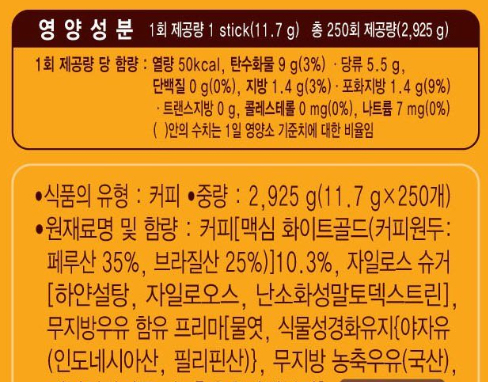 영양성분 1회 제공량 1 stick(11.7 g) 총 250회 제공량(2,925 g)
1회 제공량 당 함량 : 열량 50kcal, 탄수화물 9 g(3%) · 당류 5.5 g,
단백질 0 g(0%), 지방 1.4 g(3%) · 포화지방 1.4 g(9%)
· 트랜스지방 0 g, 콜레스테롤 0 mg(0%), 나트륨 7 mg(0%)
( )안의 수치는 1일 영양소 기준치에 대한 비율임
•식품의 유형 : 커피 •중량 : 2,925 g(11.7 g×250개)
•원재료명 및 함량 : 커피[맥심 화이트골드(커피원두:
페루산 35%, 브라질산 25%)]10.3%, 자일로스 슈거
[하얀설탕, 자일로오스, 난소화성말토덱스트린],
무지방우유 함유 프리마[물엿, 식물성경화유지{야자유
(인도네시아산, 필리핀산)}, 무지방 농축우유(국산),